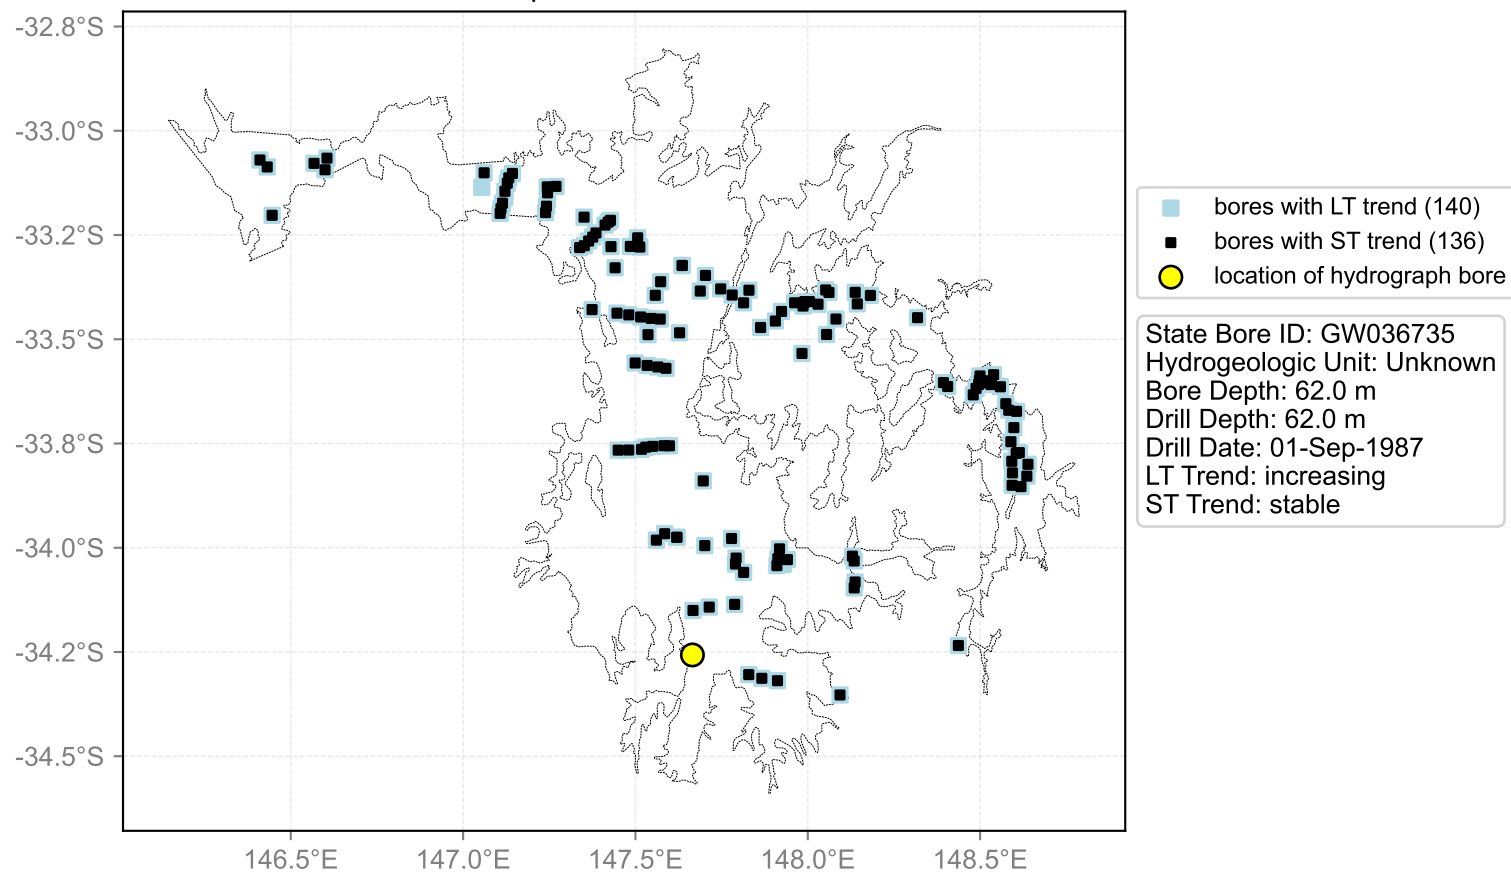 -32.8°S
-33.0°S
-33.2°S
-33.5°S
-33.8°S
-34.0°S
-34.2°S
-34.5°S
146.5°E
147.0°E
147.5°E
148.0°E
148.5°E
bores with LT trend (140)
bores with ST trend (136)
location of hydrograph bore
State Bore ID: GW036735
Hydrogeologic Unit: Unknown
Bore Depth: 62.0 m
Drill Depth: 62.0 m
Drill Date: 01-Sep-1987
LT Trend: increasing
ST Trend: stable